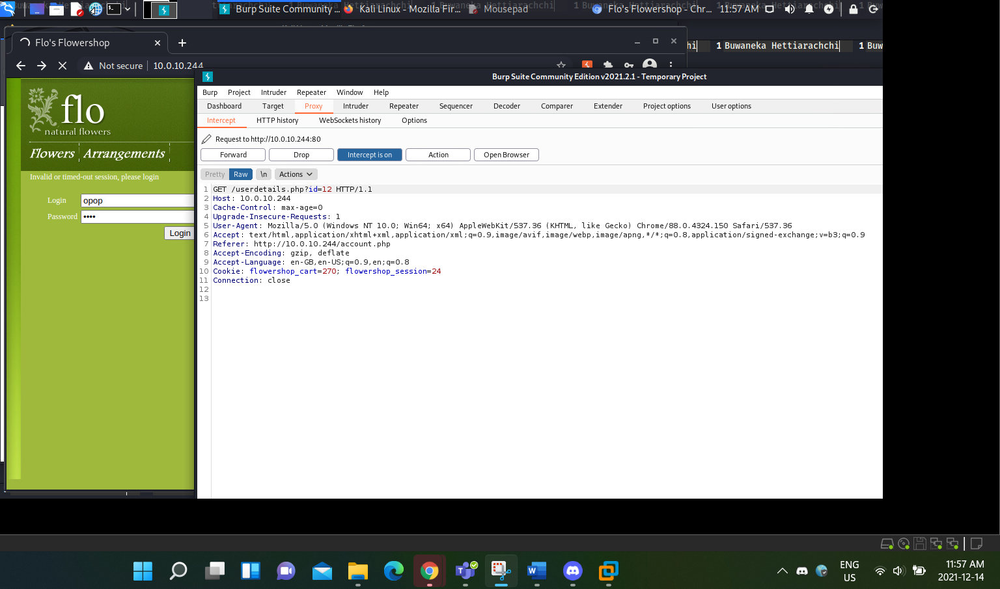 Burp Suite Community ...
Kali Linux - Mozilla Fir...
Mousepad
Flo's Flowershop - Chr...
11:57 AM
Flo's Flowershop
1 Buwaneka Hettiarachchi
1 Buw
Not secure
10.0.10.244
Burp Suite Community Edition v2021.2.1 - Temporary Project
Burp Project Intruder Repeater Window Help
Dashboard Target Proxy Intruder Repeater Sequencer Decoder Comparer Extender Project options User options
Intercept HTTP history WebSockets history Options
Request to http://10.0.10.244:80
Forward Drop Intercept is on Action Open Browser
Pretty Raw \n Actions
1 GET /userdetails.php?id=12 HTTP/1.1
2 Host: 10.0.10.244
3 Cache-Control: max-age=0
4 Upgrade-Insecure-Requests: 1
5 User-Agent: Mozilla/5.0 (Windows NT 10.0; Win64; x64) AppleWebKit/537.36 (KHTML, like Gecko) Chrome/88.0.4324.150 Safari/537.36
6 Accept: text/html,application/xhtml+xml,application/xml;q=0.9,image/avif,image/webp,image/apng,*/*;q=0.8,application/signed-exchange;v=b3;q=0.9
7 Referer: http://10.0.10.244/account.php
8 Accept-Encoding: gzip, deflate
9 Accept-Language: en-GB,en-US;q=0.9,en;q=0.8
10 Cookie: flowershop_cart=270; flowershop_session=24
11 Connection: close
12
13
flo
natural flowers
Flowers Arrangements
Invalid or timed-out session, please login
Login opop
Password ••••
Login
ENG
US
11:57 AM
2021-12-14